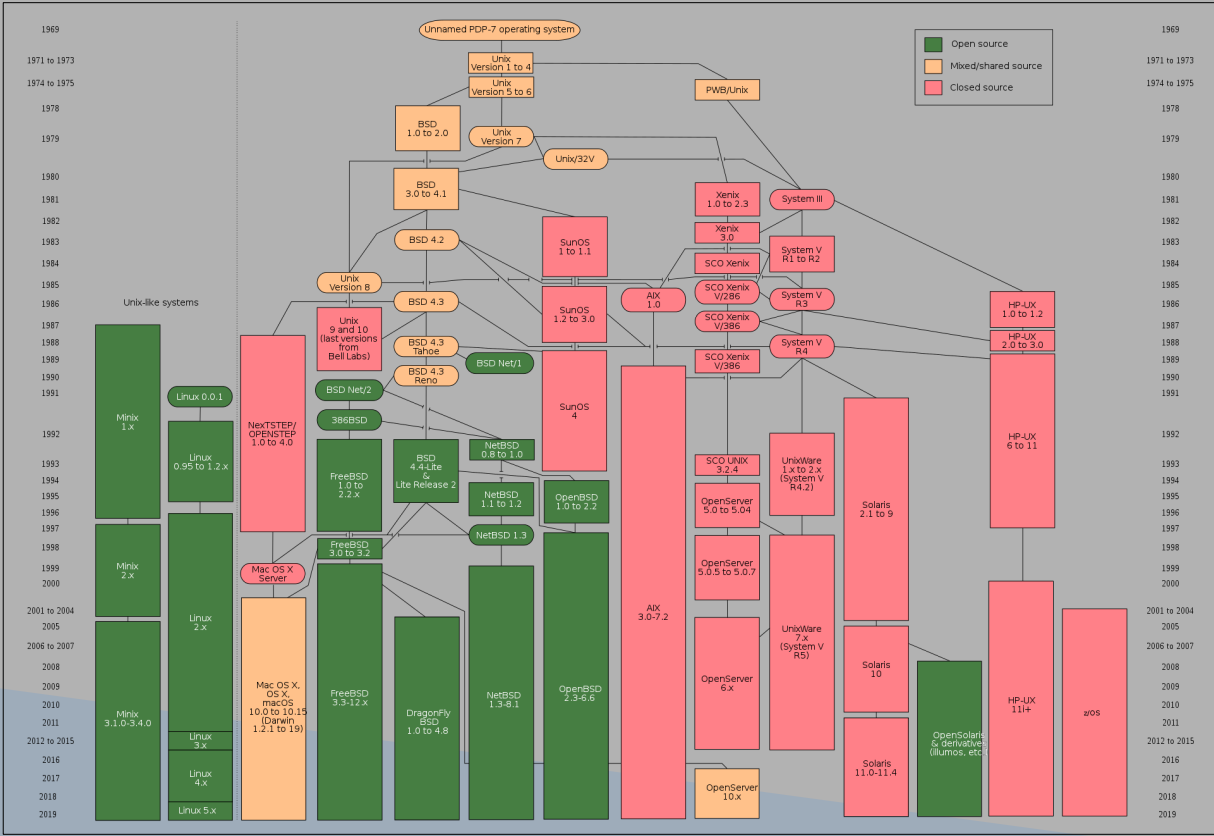 1969
1971 to 1973
1974 to 1975
1978
1979
1980
1981
1982
1983
1984
1985
1986
1987
1988
1989
1990
1991
1992
1993
1994
1995
1996
1997
1998
1999
2000
2001 to 2004
2005
2006 to 2007
2008
2009
2010
2011
2012 to 2015
2016
2017
2018
2019
Unix-like systems
Minix
1.x
Minix
2.x
Minix
3.1.0-3.4.0
Linux 0.0.1
Linux
0.95 to 1.2.x
Linux
2.x
Linux
3.x
Linux
4.x
Linux 5.x
Unnamed PDP-7 operating system
Unix
Version 1 to 4
Unix
Version 5 to 6
PWB/Unix
BSD
1.0 to 2.0
Unix
Version 7
Unix/32V
BSD
3.0 to 4.1
Xenix
1.0 to 2.3
System III
Xenix
3.0
BSD 4.2
SunOS
1 to 1.1
System V
R1 to R2
SCO Xenix
Unix
Version 8
SCO Xenix
V/286
BSD 4.3
AIX
1.0
System V
R3
HP-UX
1.0 to 1.2
SunOS
1.2 to 3.0
SCO Xenix
V/386
Unix
9 and 10
(last versions
from
Bell Labs)
BSD 4.3
Tahoe
System V
R4
HP-UX
2.0 to 3.0
BSD Net/1
SCO Xenix
V/386
BSD 4.3
Reno
BSD Net/2
386BSD
SunOS
4
NexTSTEP/
OPENSTEP
1.0 to 4.0
HP-UX
6 to 11
NetBSD
0.8 to 1.0
BSD
4.4-Lite
&
Lite Release 2
SCO UNIX
3.2.4
UnixWare
1.x to 2.x
(System V
R4.2)
FreeBSD
1.0 to
2.2.x
NetBSD
1.1 to 1.2
OpenBSD
1.0 to 2.2
OpenServer
5.0 to 5.04
Solaris
2.1 to 9
NetBSD 1.3
FreeBSD
3.0 to 3.2
OpenServer
5.0.5 to 5.0.7
Mac OS X
Server
AIX
3.0-7.2
UnixWare
7.x
(System V
R5)
Solaris
10
OpenServer
6.x
Mac OS X,
OS X,
macOS
10.0 to 10.15
(Darwin
1.2.1 to 19)
FreeBSD
3.3-12.x
DragonFly
BSD
1.0 to 4.8
NetBSD
1.3-8.1
OpenBSD
2.3-6.6
OpenServer
10.x
Solaris
11.0-11.4
OpenSolaris
& derivatives
(illumos, etc.)
HP-UX
11i+
z/OS
Open source
Mixed/shared source
Closed source
1969
1971 to 1973
1974 to 1975
1978
1979
1980
1981
1982
1983
1984
1985
1986
1987
1988
1989
1990
1991
1992
1993
1994
1995
1996
1997
1998
1999
2000
2001 to 2004
2005
2006 to 2007
2008
2009
2010
2011
2012 to 2015
2016
2017
2018
2019